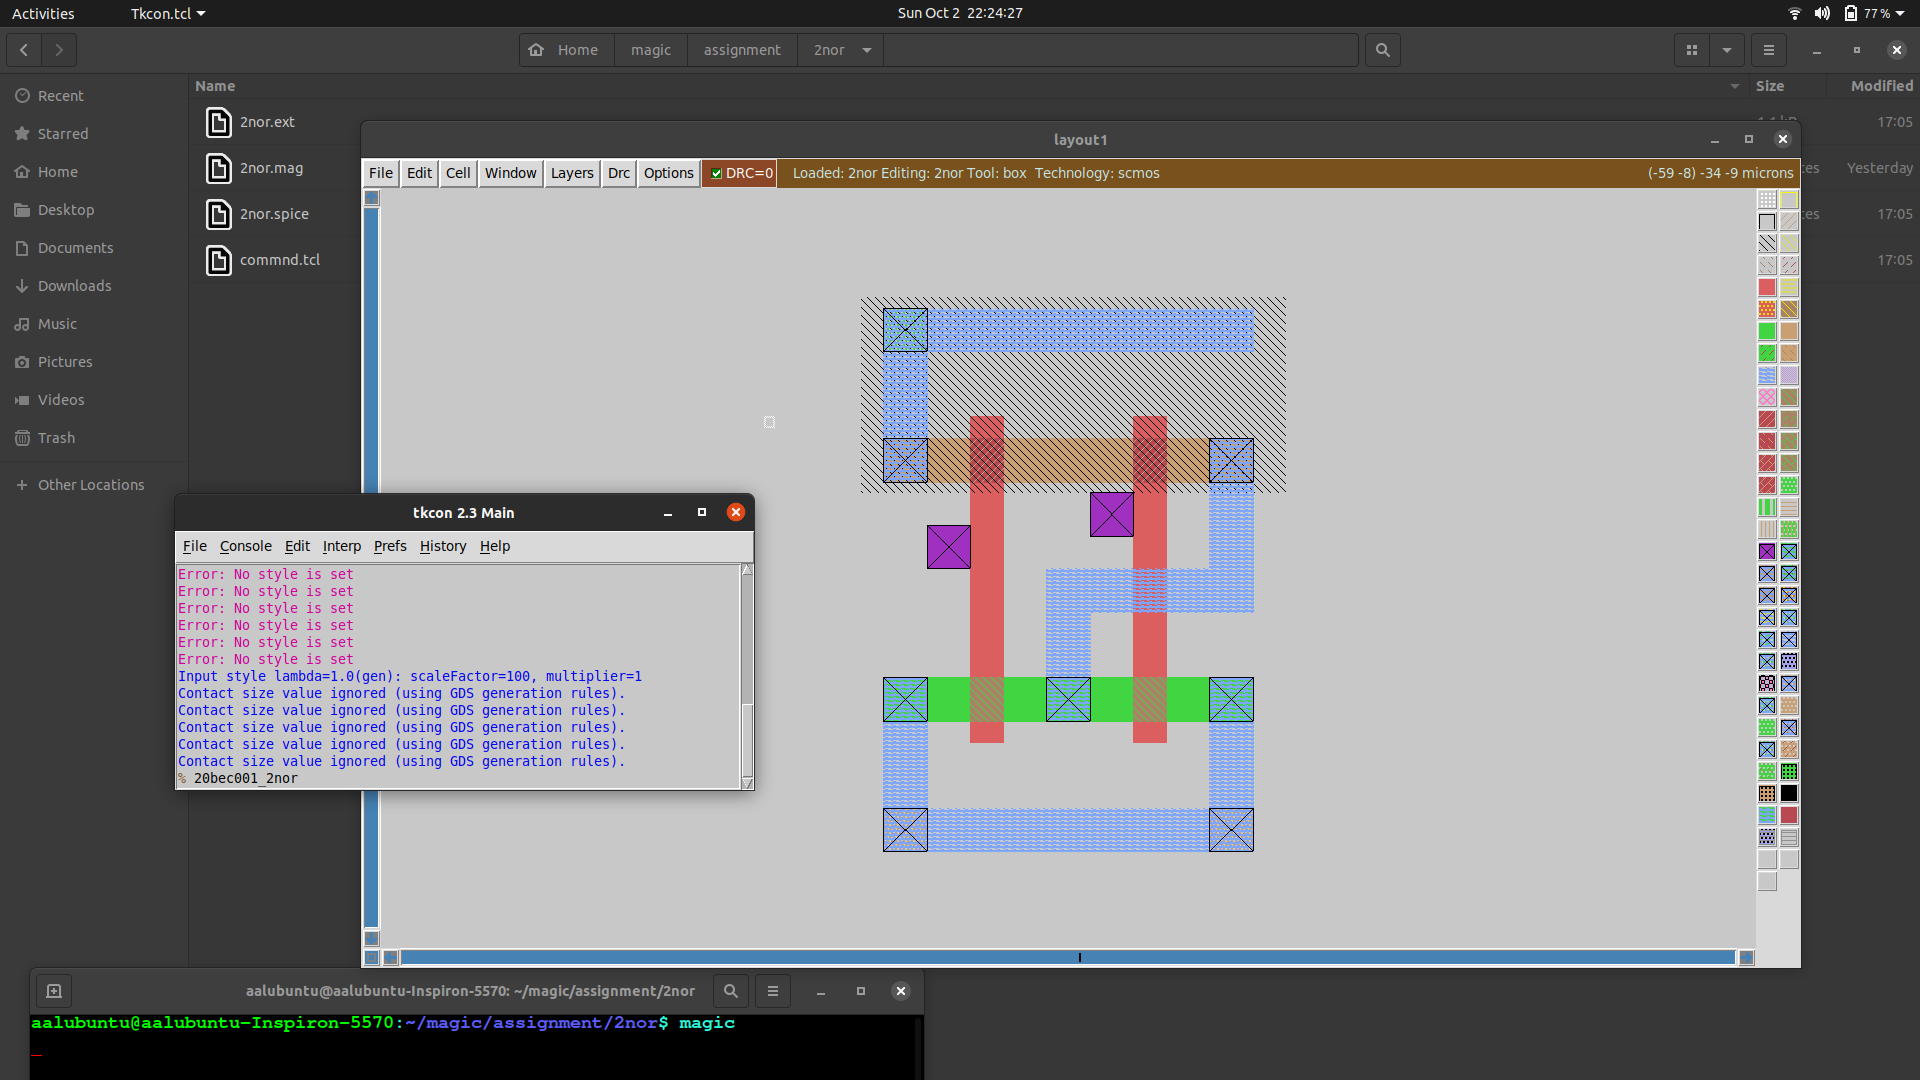 Activities
Tkcon.tcl
Sun Oct 2 22:24:27
77 %
Home
magic
assignment
2nor
Name
Size
Modified
Recent
Starred
Home
Desktop
Documents
Downloads
Music
Pictures
Videos
Trash
+ Other Locations
2nor.ext
17:05
2nor.mag
Yesterday
2nor.spice
17:05
commnd.tcl
17:05
layout1
File Edit Cell Window Layers Drc Options DRC=0 Loaded: 2nor Editing: 2nor Tool: box Technology: scmos (-59 -8) -34 -9 microns
tkcon 2.3 Main
File Console Edit Interp Prefs History Help
Error: No style is set
Error: No style is set
Error: No style is set
Error: No style is set
Error: No style is set
Error: No style is set
Input style lambda=1.0(gen): scaleFactor=100, multiplier=1
Contact size value ignored (using GDS generation rules).
Contact size value ignored (using GDS generation rules).
Contact size value ignored (using GDS generation rules).
Contact size value ignored (using GDS generation rules).
Contact size value ignored (using GDS generation rules).
% 20bec001_2nor
aalubuntu@aalubuntu-Inspiron-5570: ~/magic/assignment/2nor
aalubuntu@aalubuntu-Inspiron-5570:~/magic/assignment/2nor$ magic